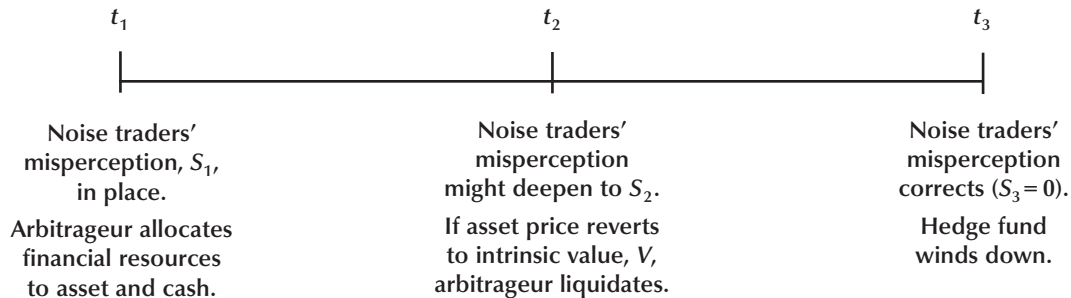 t₁ t₂ t₃
Noise traders’
misperception, S₁,
in place.
Arbitrageur allocates
financial resources
to asset and cash.
Noise traders’
misperception
might deepen to S₂.
If asset price reverts
to intrinsic value, V,
arbitrageur liquidates.
Noise traders’
misperception
corrects (S₃ = 0).
Hedge fund
winds down.